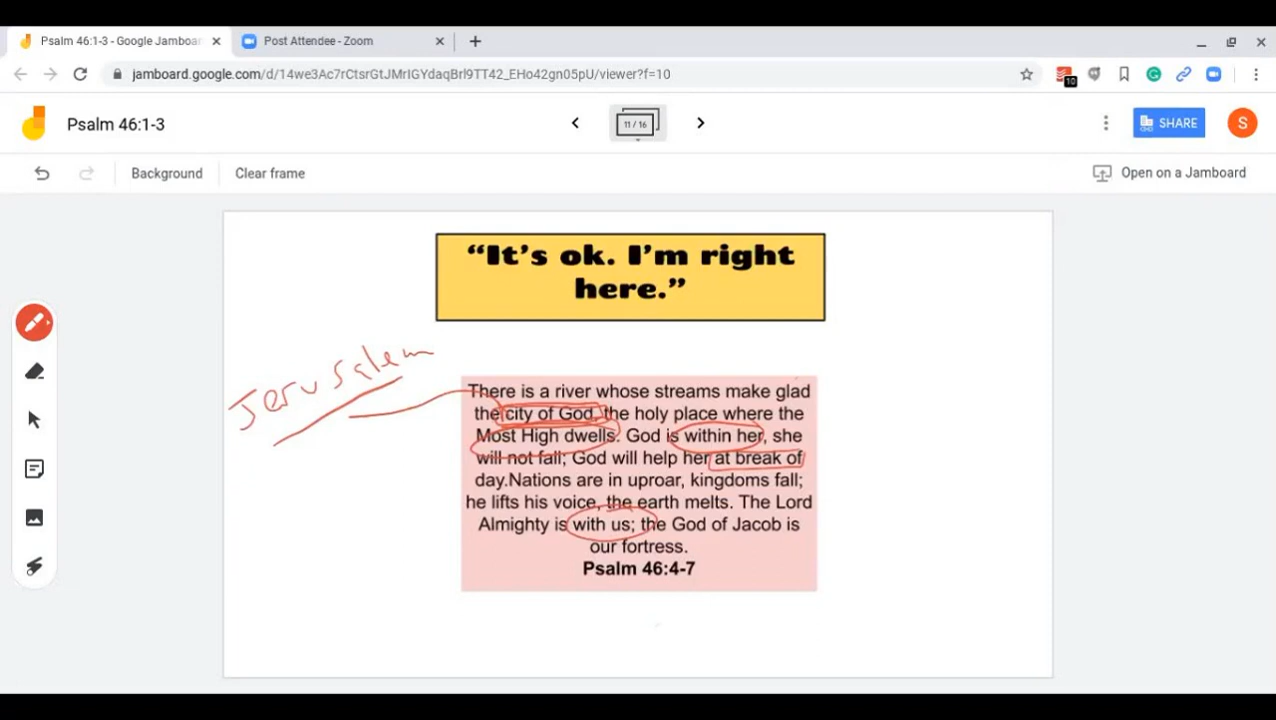 Psalm 46:1-3 - Google Jamboar
Post Attendee - Zoom
jamboard.google.com/d/14we3Ac7rCtsrGtJMrIGYdaqBrl9TT42_EHo42gn05pU/viewer?f=10
10
Psalm 46:1-3
11 / 16
SHARE
S
Background
Clear frame
Open on a Jamboard
“It’s ok. I’m right
here.”
Jerusalem
There is a river whose streams make glad
the city of God, the holy place where the
Most High dwells. God is within her, she
will not fall; God will help her at break of
day.Nations are in uproar, kingdoms fall;
he lifts his voice, the earth melts. The Lord
Almighty is with us; the God of Jacob is
our fortress.
Psalm 46:4-7